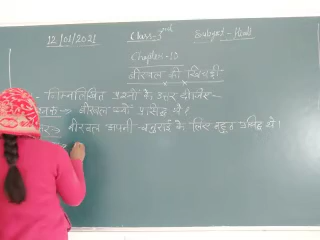 12/01/2021 Class-3rd Subject-Hindi
Chapter-10
बीरबल की खिचड़ी
निम्नलिखित प्रश्नों के उत्तर दीजिए-
बीरबल क्यों प्रसिद्ध थे।
बीरबल अपनी चतुराई के लिए बहुत प्रसिद्ध थे।